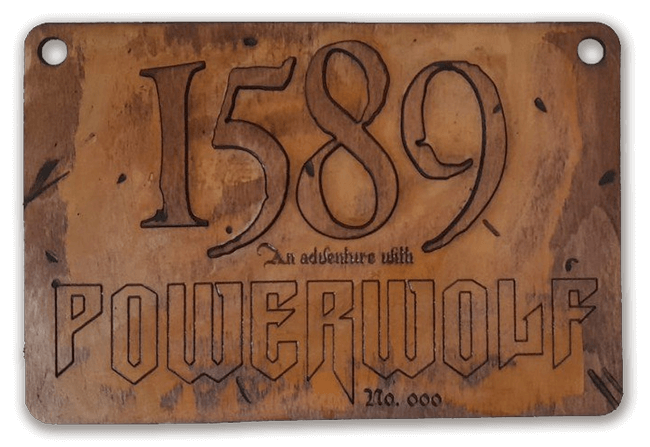 1589
An adventure with
POWERWOLF
No. 000